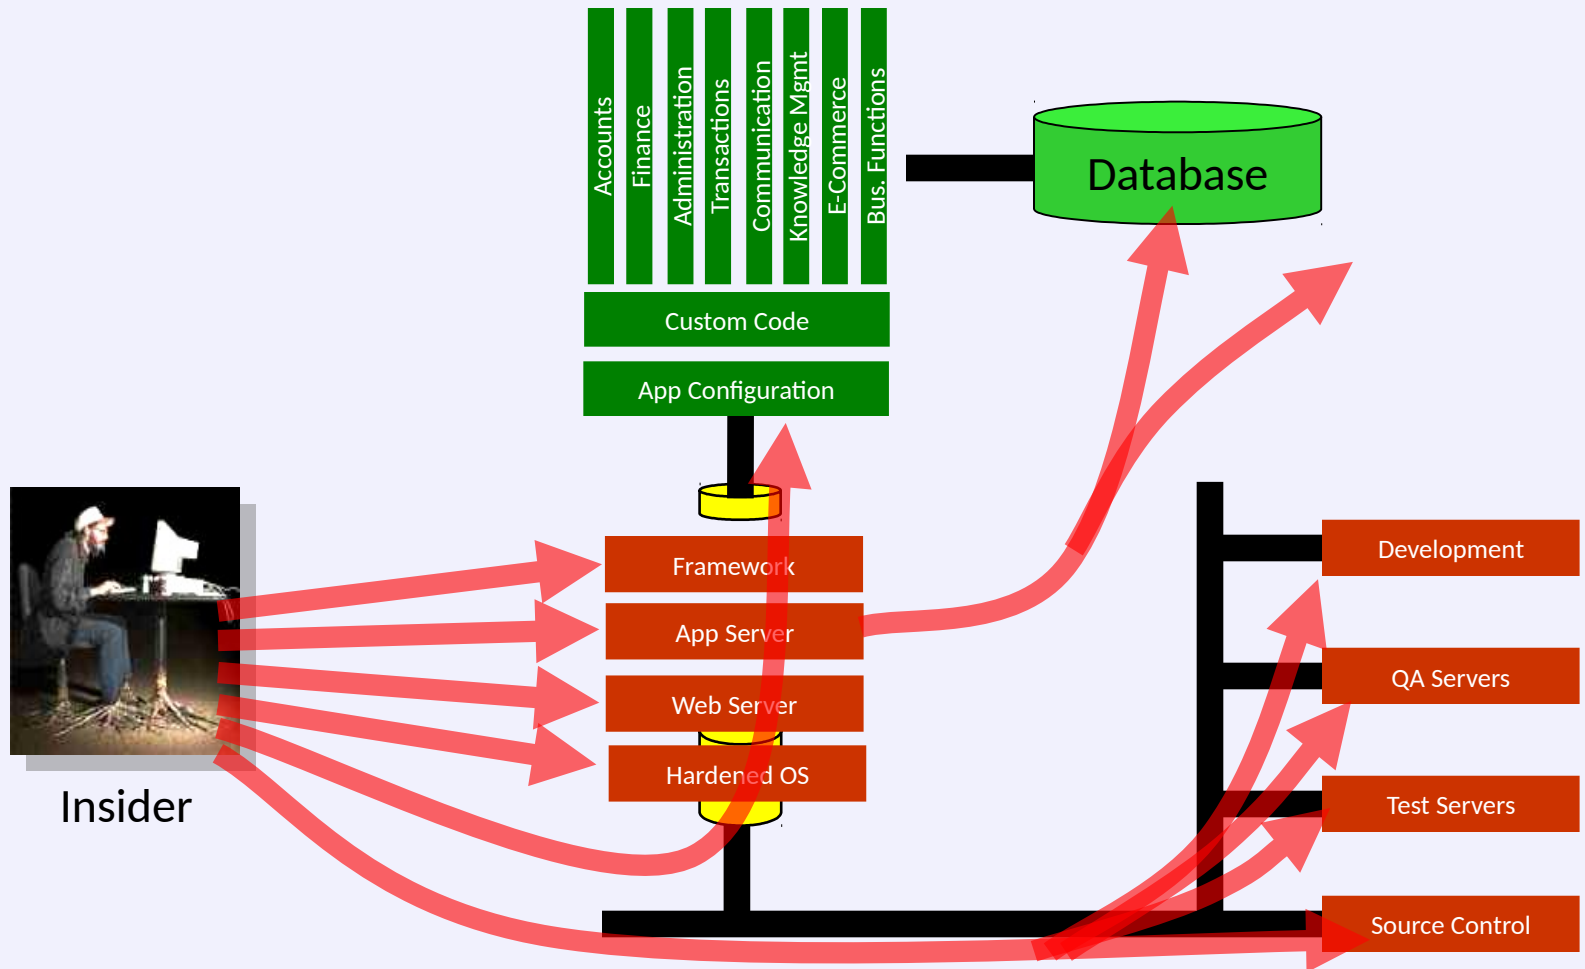 Accounts
Finance
Administration
Transactions
Communication
Knowledge Mgmt
E-Commerce
Bus. Functions
Database
Custom Code
App Configuration
Framework
App Server
Web Server
Hardened OS
Insider
Development
QA Servers
Test Servers
Source Control